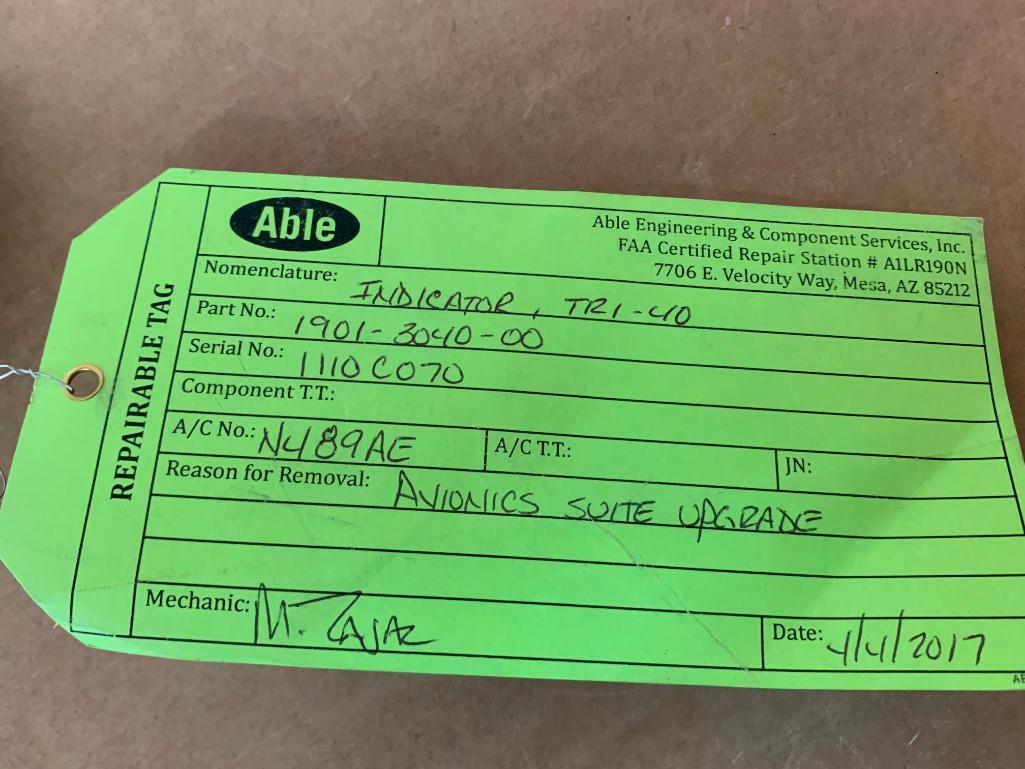 Able
Able Engineering & Component Services, Inc.
FAA Certified Repair Station # A1LR190N
7706 E. Velocity Way, Mesa, AZ 85212
REPAIRABLE TAG
Nomenclature: INDICATOR, TRI-40
Part No.: 1901-3040-00
Serial No.: 1110C070
Component T.T.:
A/C No.: N489AE A/C T.T.: JN:
Reason for Removal: AVIONICS SUITE UPGRADE
Mechanic: M. Date: 4/4/2017